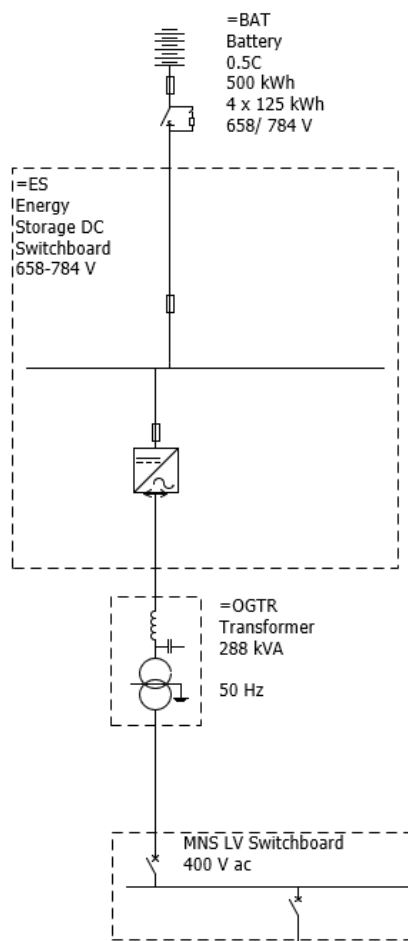 =BAT
Battery
0.5C
500 kWh
4 x 125 kWh
658/ 784 V
=ES
Energy
Storage DC
Switchboard
658-784 V
=OGTR
Transformer
288 kVA
50 Hz
MNS LV Switchboard
400 V ac